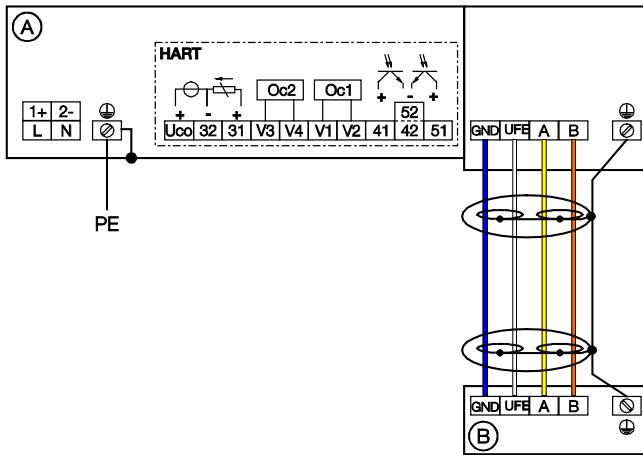 A
HART
Oc2 Oc1
+ - + + - +
1+ 2-
L N
52
Uco 32 31 V3 V4 V1 V2 41 42 51
GND UFE A B
PE
GND UFE A B
B